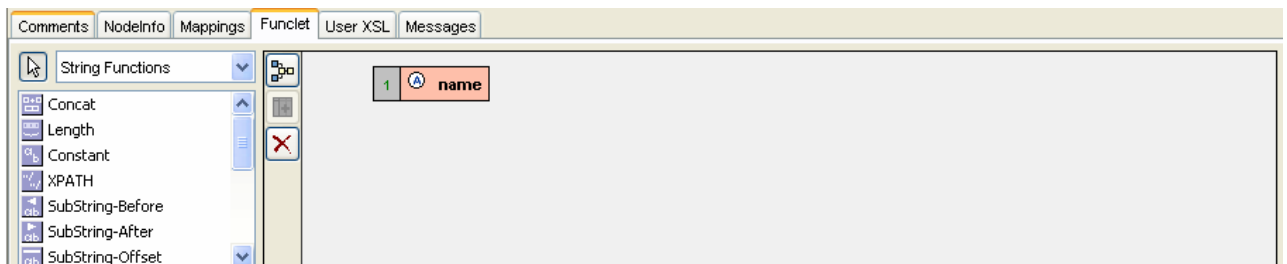 Comments NodeInfo Mappings Funclet User XSL Messages
String Functions
1 A name
Concat
Length
Constant
XPATH
SubString-Before
SubString-After
SubString-Offset